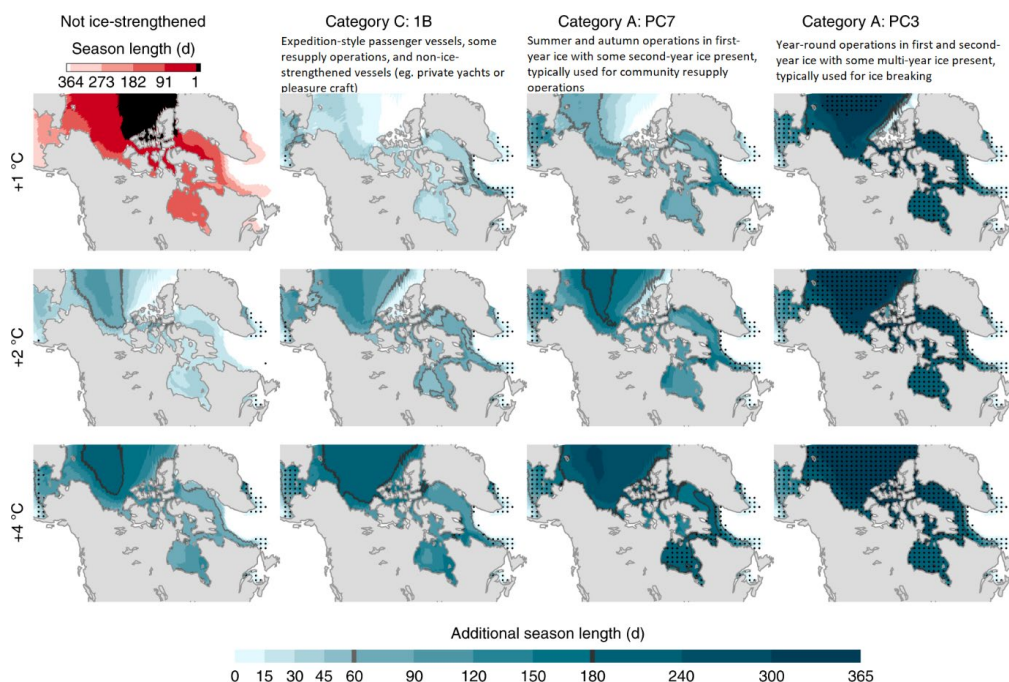 Not ice-strengthened
Season length (d)
364 273 182 91 1
Category C: 1B
Expedition-style passenger vessels, some
resupply operations, and non-ice-
strengthened vessels (eg. private yachts or
pleasure craft)
Category A: PC7
Summer and autumn operations in first-
year ice with some second-year ice present,
typically used for community resupply
operations
Category A: PC3
Year-round operations in first and second-
year ice with some multi-year ice present,
typically used for ice breaking
+1 °C
+2 °C
+4 °C
Additional season length (d)
0 15 30 45 60 90 120 150 180 240 300 365